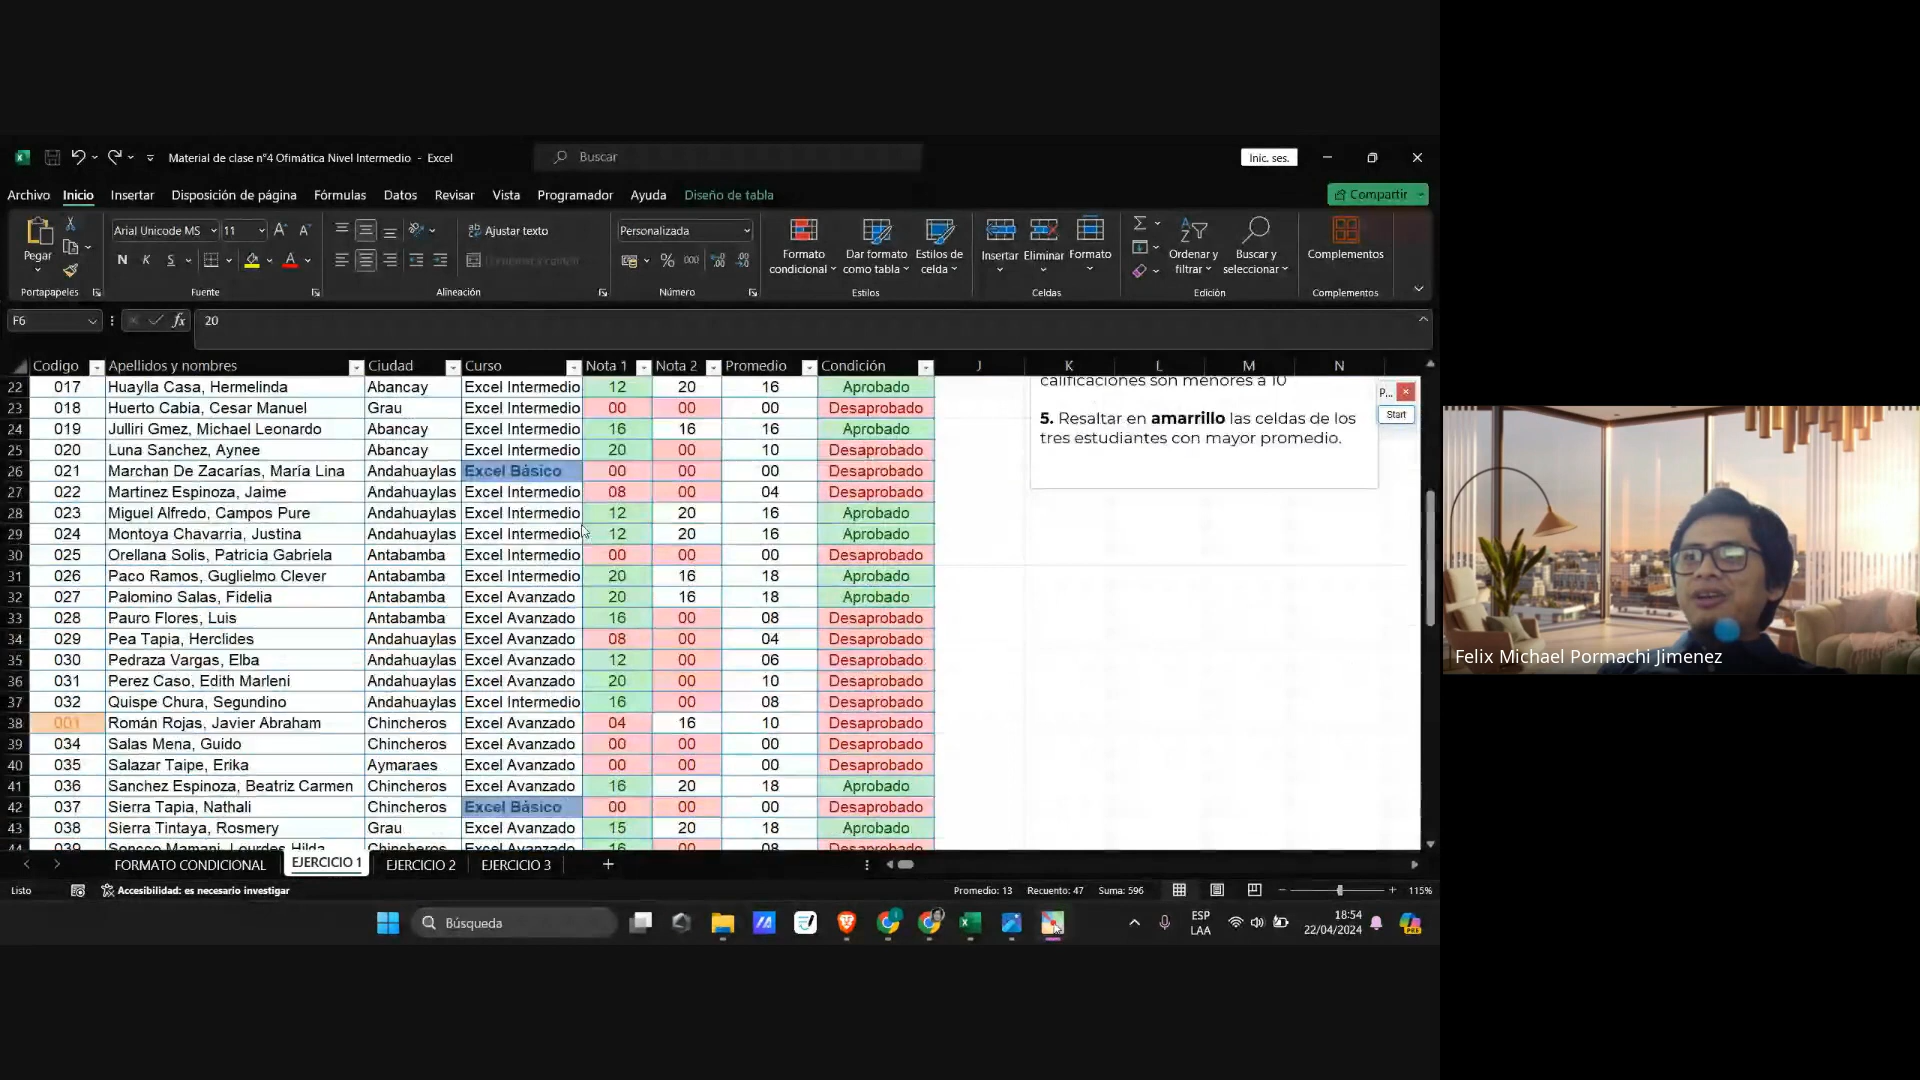 Material de clase n°4 Ofimática Nivel Intermedio - Excel
Buscar
Inic. ses.
Archivo Inicio Insertar Disposición de página Fórmulas Datos Revisar Vista Programador Ayuda Diseño de tabla
Compartir
Pegar
Portapapeles
Arial Unicode MS 11
N K S
Fuente
Ajustar texto
Alineación
Personalizada
% 000
Número
Formato condicional
Dar formato como tabla
Estilos de celda
Estilos
Insertar Eliminar Formato
Celdas
Ordenar y filtrar
Buscar y seleccionar
Edición
Complementos
Complementos
F6 fx 20
Codigo Apellidos y nombres Ciudad Curso Nota 1 Nota 2 Promedio Condición J K L M N
22 017 Huaylla Casa, Hermelinda Abancay Excel Intermedio 12 20 16 Aprobado
23 018 Huerto Cabia, Cesar Manuel Grau Excel Intermedio 00 00 00 Desaprobado
24 019 Julliri Gmez, Michael Leonardo Abancay Excel Intermedio 16 16 16 Aprobado
25 020 Luna Sanchez, Aynee Abancay Excel Intermedio 20 00 10 Desaprobado
26 021 Marchan De Zacarías, María Lina Andahuaylas Excel Básico 00 00 00 Desaprobado
27 022 Martinez Espinoza, Jaime Andahuaylas Excel Intermedio 08 00 04 Desaprobado
28 023 Miguel Alfredo, Campos Pure Andahuaylas Excel Intermedio 12 20 16 Aprobado
29 024 Montoya Chavarria, Justina Andahuaylas Excel Intermedio 12 20 16 Aprobado
30 025 Orellana Solis, Patricia Gabriela Antabamba Excel Intermedio 00 00 00 Desaprobado
31 026 Paco Ramos, Guglielmo Clever Antabamba Excel Intermedio 20 16 18 Aprobado
32 027 Palomino Salas, Fidelia Antabamba Excel Avanzado 20 16 18 Aprobado
33 028 Pauro Flores, Luis Antabamba Excel Avanzado 16 00 08 Desaprobado
34 029 Pea Tapia, Herclides Andahuaylas Excel Avanzado 08 00 04 Desaprobado
35 030 Pedraza Vargas, Elba Andahuaylas Excel Avanzado 12 00 06 Desaprobado
36 031 Perez Caso, Edith Marleni Andahuaylas Excel Avanzado 20 00 10 Desaprobado
37 032 Quispe Chura, Segundino Andahuaylas Excel Intermedio 16 00 08 Desaprobado
38 001 Román Rojas, Javier Abraham Chincheros Excel Avanzado 04 16 10 Desaprobado
39 034 Salas Mena, Guido Chincheros Excel Avanzado 00 00 00 Desaprobado
40 035 Salazar Taipe, Erika Aymaraes Excel Avanzado 00 00 00 Desaprobado
41 036 Sanchez Espinoza, Beatriz Carmen Chincheros Excel Avanzado 16 20 18 Aprobado
42 037 Sierra Tapia, Nathali Chincheros Excel Básico 00 00 00 Desaprobado
43 038 Sierra Tintaya, Rosmery Grau Excel Avanzado 15 20 18 Aprobado
44 039 Soncco Mamani, Lourdes Hilda Chincheros Excel Avanzado 16 00 08 Desaprobado
calificaciones son menores a 10
5. Resaltar en amarrillo las celdas de los
tres estudiantes con mayor promedio.
P...
Start
FORMATO CONDICIONAL EJERCICIO 1 EJERCICIO 2 EJERCICIO 3
Listo Accesibilidad: es necesario investigar Promedio: 13 Recuento: 47 Suma: 596 115%
Búsqueda
ESP
LAA
18:54
22/04/2024
Felix Michael Pormachi Jimenez